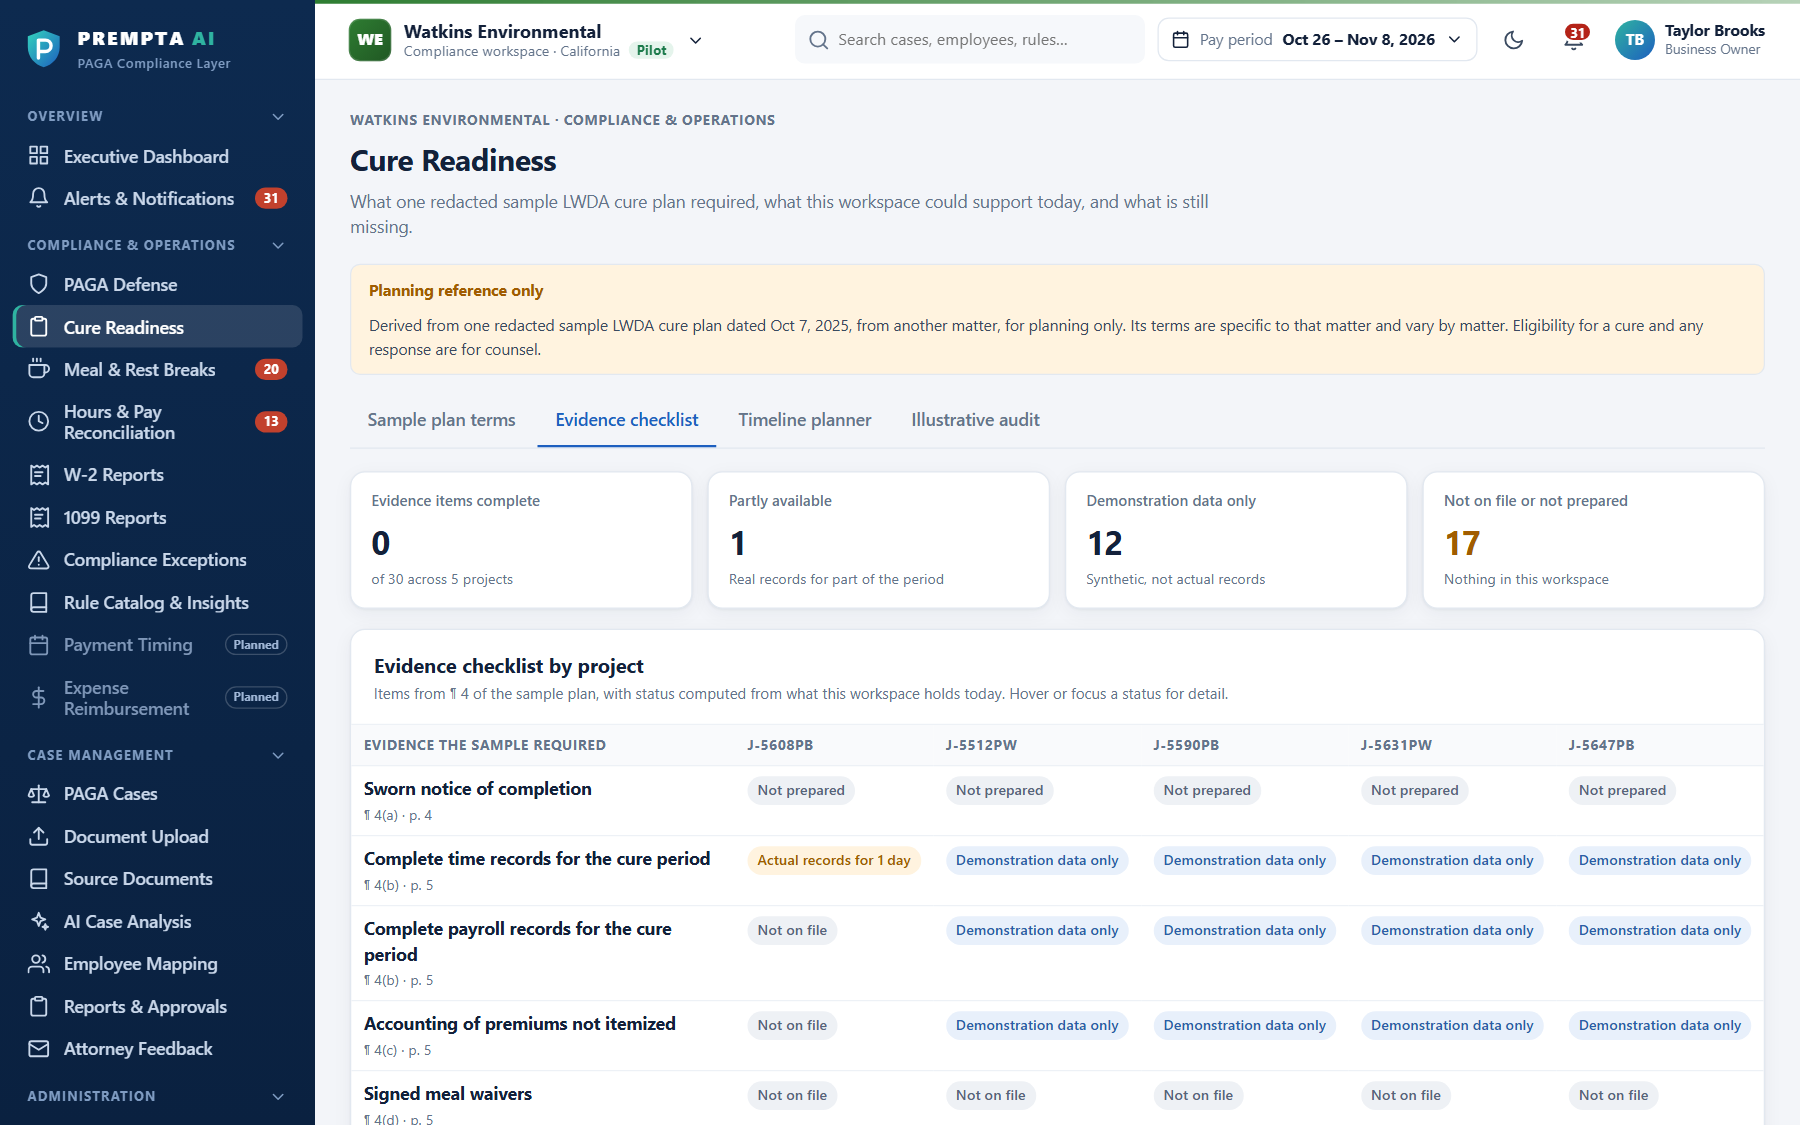 PREMPTA AI
PAGA Compliance Layer
OVERVIEW
Executive Dashboard
Alerts & Notifications
31
COMPLIANCE & OPERATIONS
PAGA Defense
Cure Readiness
Meal & Rest Breaks
20
Hours & Pay
Reconciliation
13
W-2 Reports
1099 Reports
Compliance Exceptions
Rule Catalog & Insights
Payment Timing
Planned
Expense
Reimbursement
Planned
CASE MANAGEMENT
PAGA Cases
Document Upload
Source Documents
AI Case Analysis
Employee Mapping
Reports & Approvals
Attorney Feedback
ADMINISTRATION
WE
Watkins Environmental
Compliance workspace · California
Pilot
Search cases, employees, rules...
Pay period Oct 26 – Nov 8, 2026
31
TB
Taylor Brooks
Business Owner
WATKINS ENVIRONMENTAL · COMPLIANCE & OPERATIONS
Cure Readiness
What one redacted sample LWDA cure plan required, what this workspace could support today, and what is still
missing.
Planning reference only
Derived from one redacted sample LWDA cure plan dated Oct 7, 2025, from another matter, for planning only. Its terms are specific to that matter and vary by matter. Eligibility for a cure and any
response are for counsel.
Sample plan terms
Evidence checklist
Timeline planner
Illustrative audit
Evidence items complete
0
of 30 across 5 projects
Partly available
1
Real records for part of the period
Demonstration data only
12
Synthetic, not actual records
Not on file or not prepared
17
Nothing in this workspace
Evidence checklist by project
Items from ¶ 4 of the sample plan, with status computed from what this workspace holds today. Hover or focus a status for detail.
EVIDENCE THE SAMPLE REQUIRED J-5608PB J-5512PW J-5590PB J-5631PW J-5647PB
Sworn notice of completion Not prepared Not prepared Not prepared Not prepared Not prepared
¶ 4(a) · p. 4
Complete time records for the cure period Actual records for 1 day Demonstration data only Demonstration data only Demonstration data only Demonstration data only
¶ 4(b) · p. 5
Complete payroll records for the cure Not on file Demonstration data only Demonstration data only Demonstration data only Demonstration data only
period
¶ 4(b) · p. 5
Accounting of premiums not itemized Not on file Demonstration data only Demonstration data only Demonstration data only Demonstration data only
¶ 4(c) · p. 5
Signed meal waivers Not on file Not on file Not on file Not on file Not on file
¶ 4(d) · p. 5